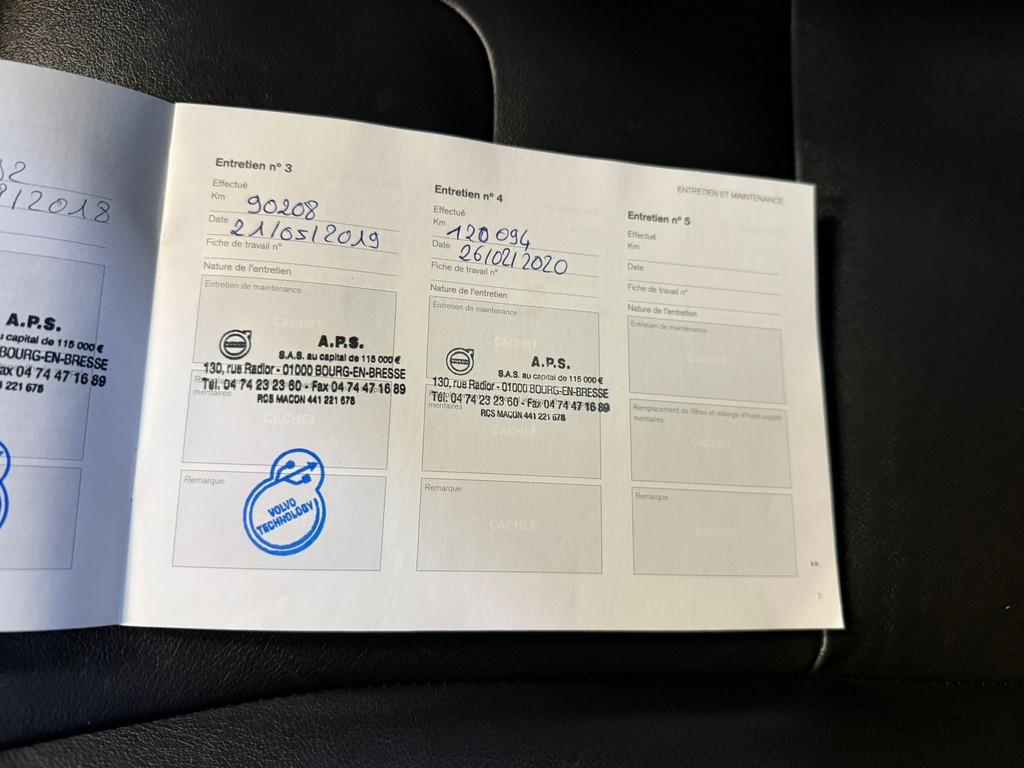 2018
A.P.S.
capital de 115 000 €
BOURG-EN-BRESSE
ax 04 74 47 16 89
1 221 678
Entretien n° 3
Effectué
Km 90208
Date 21/05/2019
Fiche de travail n°
Nature de l'entretien
Entretien de maintenance
CACHET
A.P.S.
S.A.S. au capital de 115 000 €
130, rue Radior - 01000 BOURG-EN-BRESSE
Tél. 04 74 23 23 60 - Fax 04 74 47 16 89
mentaires
RCS MACON 441 221 678
CACHET
Remarque
VOLVO
TECHNOLOGY
Entretien n° 4
Effectué
Km 120 094
Date 26/02/2020
Fiche de travail n°
Nature de l'entretien
Entretien de maintenance
CACHET
A.P.S.
S.A.S. au capital de 115 000 €
130, rue Radior - 01000 BOURG-EN-BRESSE
Tél. 04 74 23 23 60 - Fax 04 74 47 16 89
mentaires
RCS MACON 441 221 678
CACHET
Remarque
CACHET
ENTRETIEN ET MAINTENANCE
Entretien n° 5
Effectué
Km
Date
Fiche de travail n°
Nature de l'entretien
Entretien de maintenance
CACHET
Remplacement de filtres et vidange d'huile supplé-
mentaires
CACHET
Remarque
CACHET
7